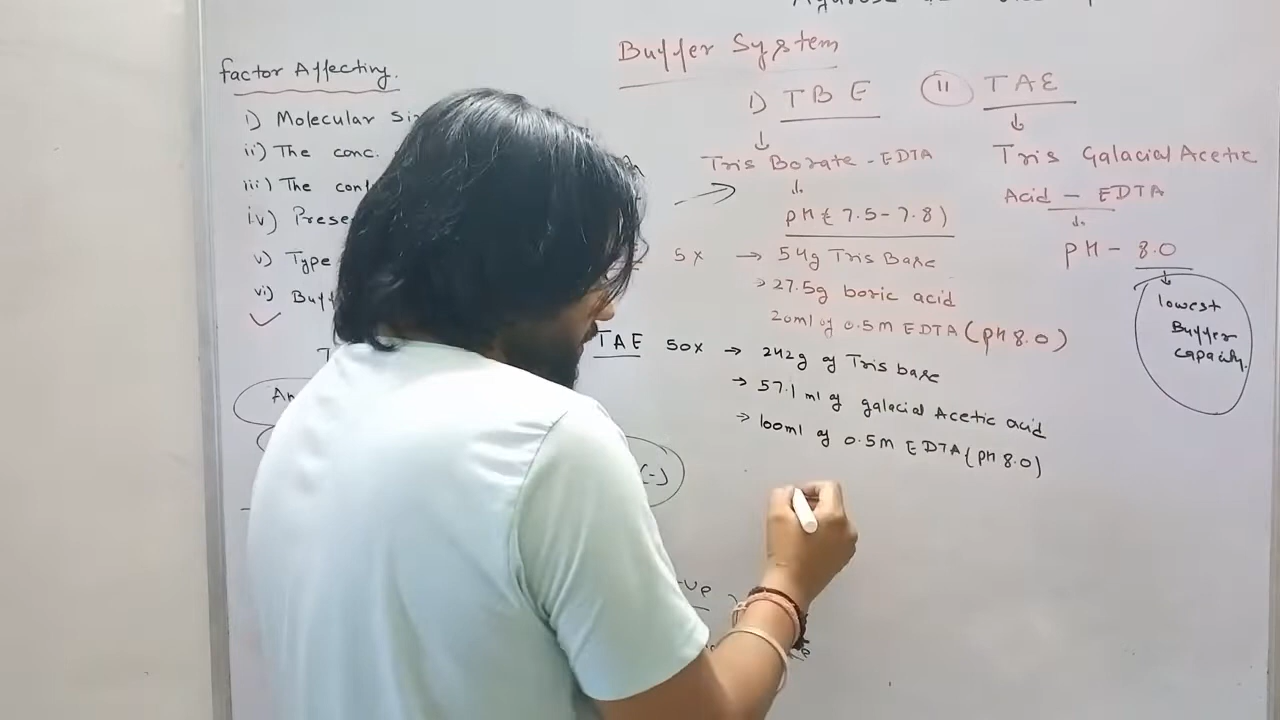 Buffer System
factor Affecting.
i) Molecular
ii) The conc.
iii) The
iv)
v) Type
vi)
i) TBE
Tris Borate - EDTA
pH (7.5-7.8)
5x → 54g Tris Base
→ 27.5g boric acid
20ml of 0.5M EDTA (pH 8.0)
TAE 50x → 242g of Tris base
→ 57.1 ml of galacial Acetic acid
→ 100ml of 0.5M EDTA (pH 8.0)
(-)
-ve
ii TAE
Tris Galacial Acetic
Acid - EDTA
pH - 8.0
lowest
Buffer
capacity.